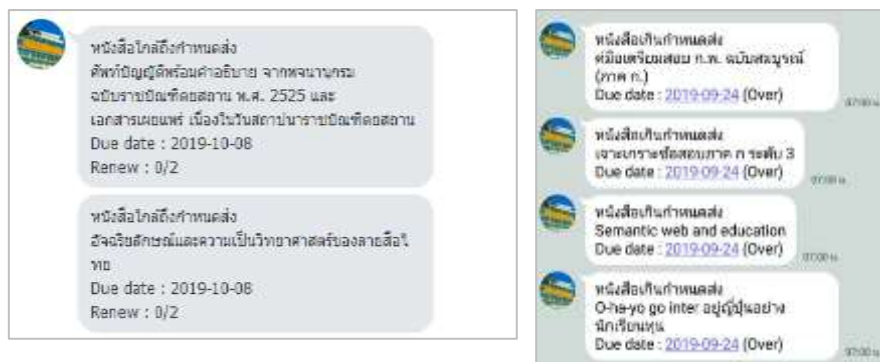 หนังสือใกล้ถึงกำหนดส่ง
ศัพท์บัญญัติพร้อมคำอธิบาย จากพจนานุกรม
ฉบับราชบัณฑิตยสถาน พ.ศ. 2525 และ
เอกสารเผยแพร่ เนื่องในวันสถาปนาราชบัณฑิตยสถาน
Due date : 2019-10-08
Renew : 0/2
หนังสือใกล้ถึงกำหนดส่ง
อัจฉริยลักษณ์และความเป็นวิทยาศาสตร์ของลายสือไ
ทย
Due date : 2019-10-08
Renew : 0/2
หนังสือเกินกำหนดส่ง
คู่มือเตรียมสอบ ก.พ. ฉบับสมบูรณ์
(ภาค ก.)
Due date : 2019-09-24 (Over)
07:00 น.
หนังสือเกินกำหนดส่ง
เจาะเกราะข้อสอบภาค ก ระดับ 3
Due date : 2019-09-24 (Over)
07:00 น.
หนังสือเกินกำหนดส่ง
Semantic web and education
Due date : 2019-09-24 (Over)
07:00 น.
หนังสือเกินกำหนดส่ง
O-ha-yo go inter อยู่ญี่ปุ่นอย่าง
นักเรียนทุน
Due date : 2019-09-24 (Over)
07:00 น.